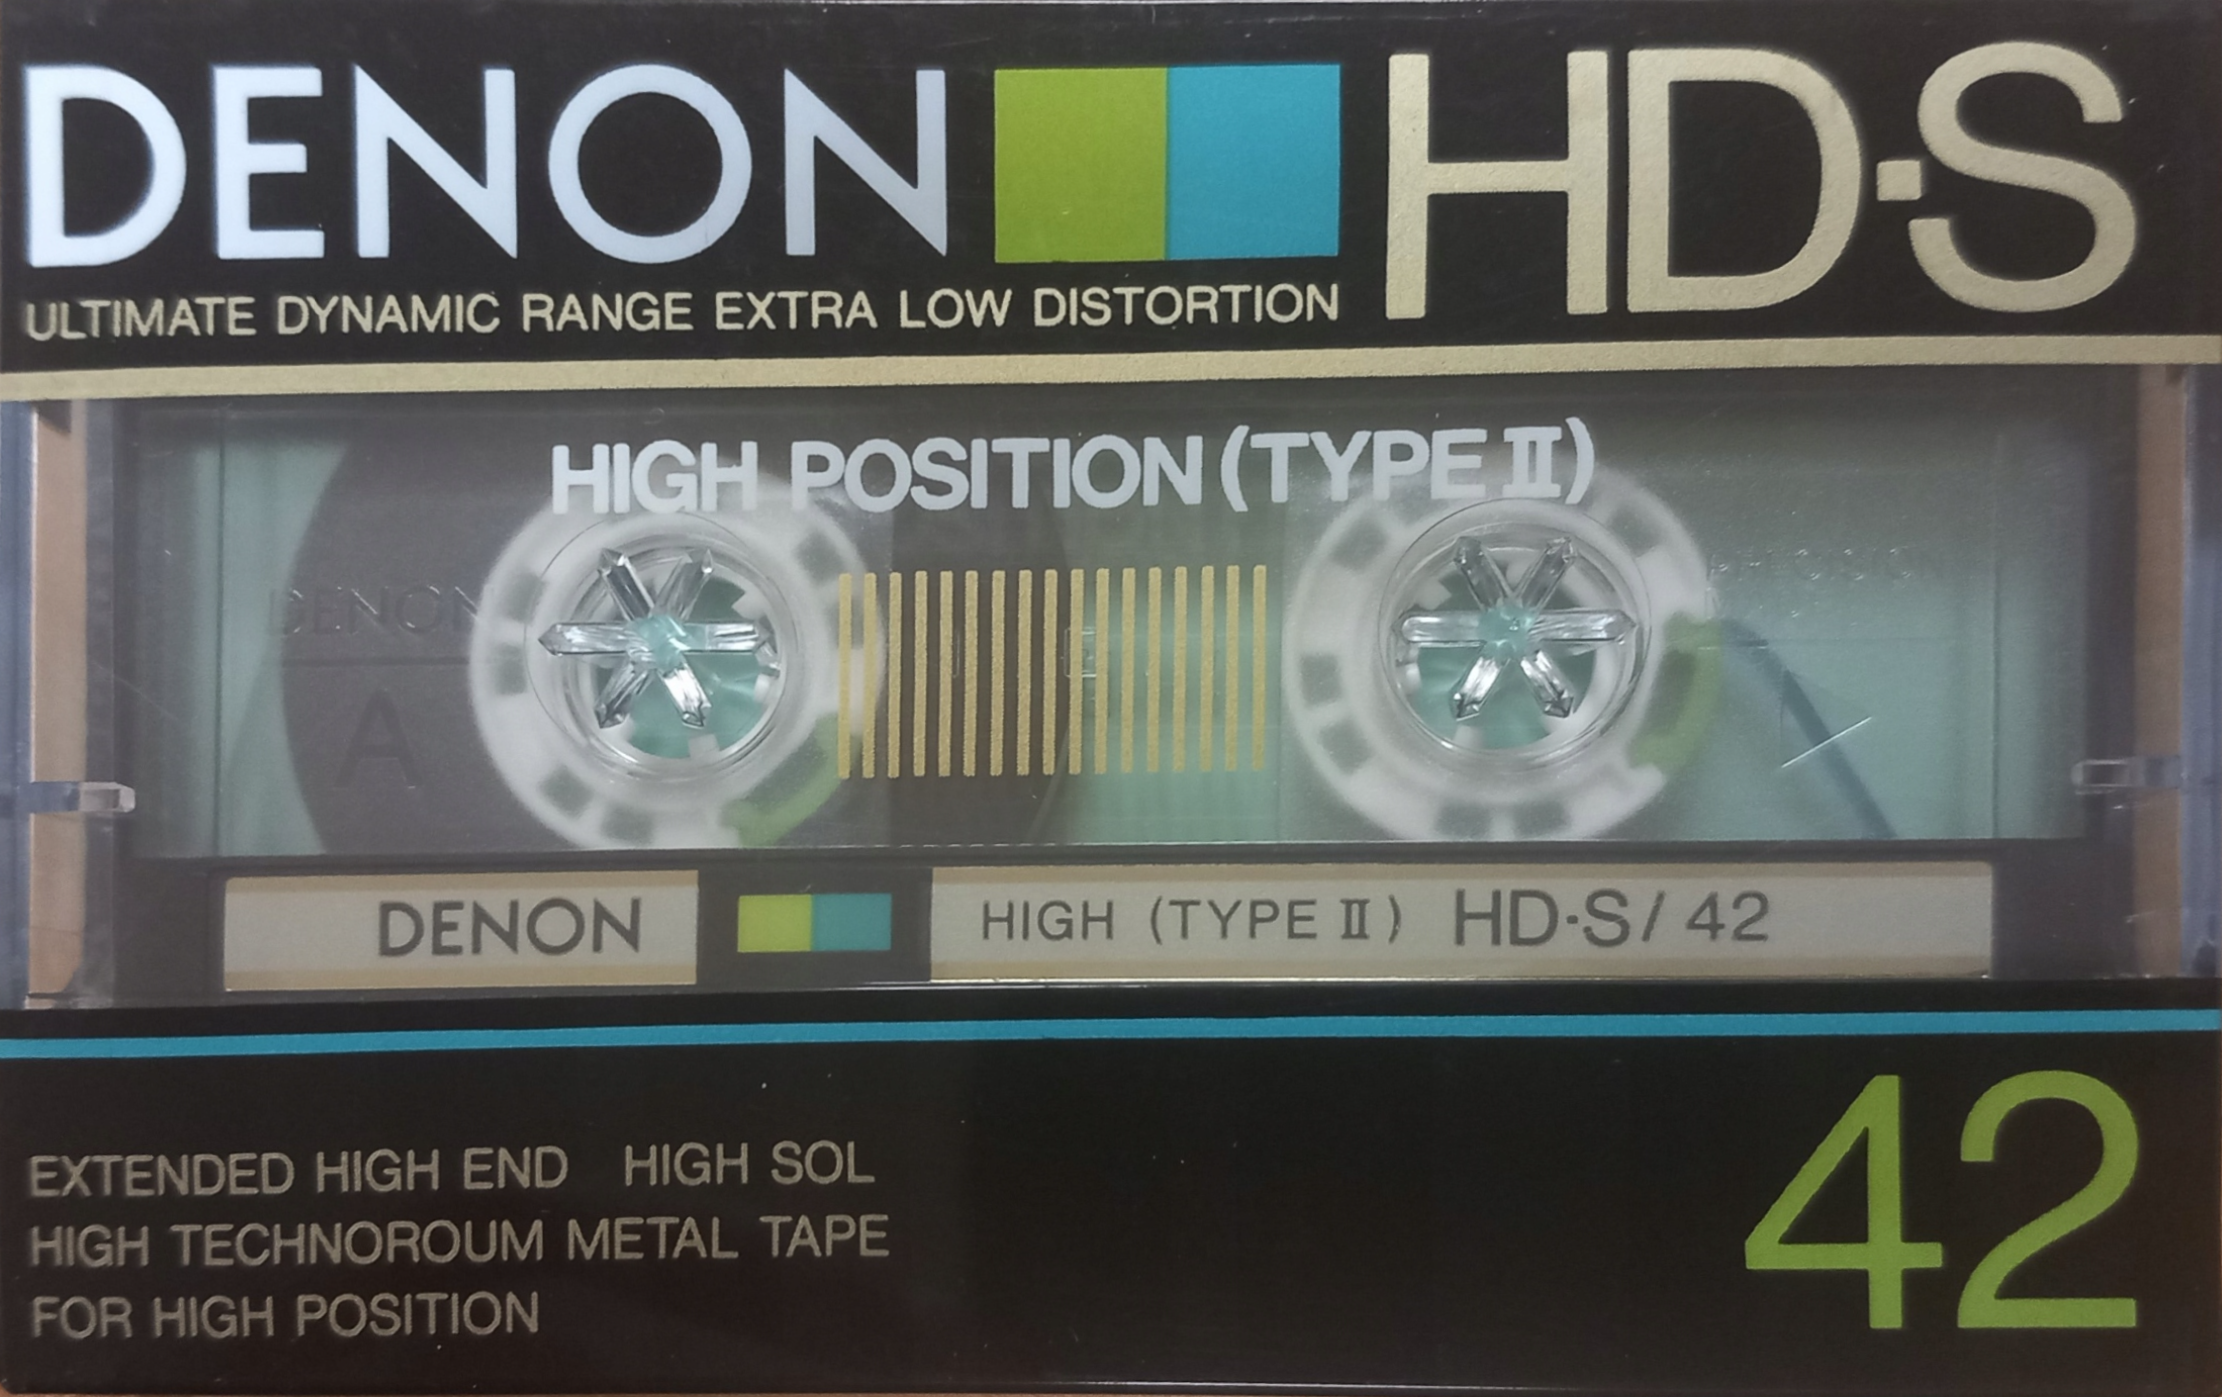 DENON HD·S
ULTIMATE DYNAMIC RANGE EXTRA LOW DISTORTION
HIGH POSITION (TYPE II)
DENON
A
DENON HIGH (TYPE II) HD·S/42
EXTENDED HIGH END HIGH SOL
HIGH TECHNOROUM METAL TAPE
FOR HIGH POSITION
42